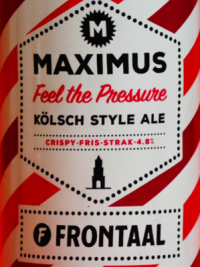 M
MAXIMUS
Feel the Pressure
KÖLSCH STYLE ALE
CRISPY·FRIS·STRAK·4.8%
F FRONTAAL